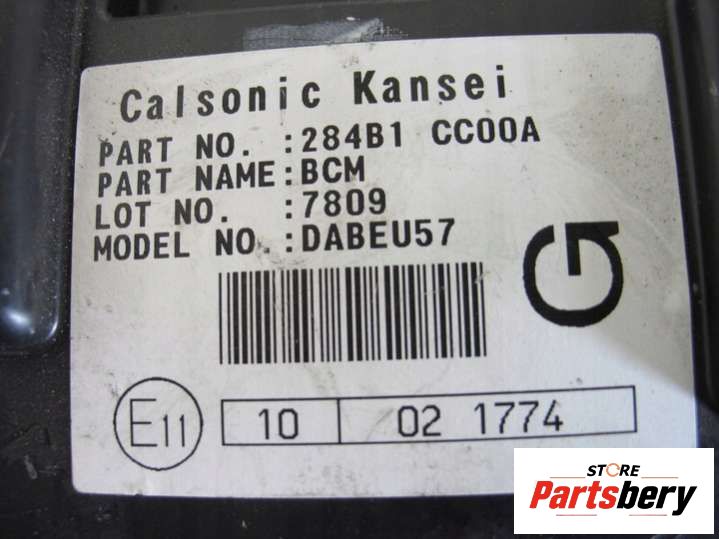 Calsonic Kansei
PART NO. :284B1 CC00A
PART NAME:BCM
LOT NO. :7809
MODEL NO.:DABEU57
G
E11
10 02 1774
STORE
Partsbery